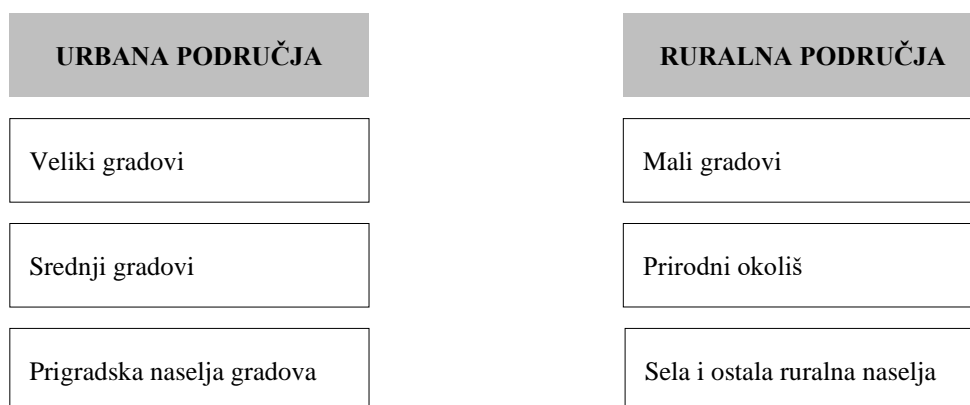 URBANA PODRUČJA
Veliki gradovi
Srednji gradovi
Prigradska naselja gradova
RURALNA PODRUČJA
Mali gradovi
Prirodni okoliš
Sela i ostala ruralna naselja